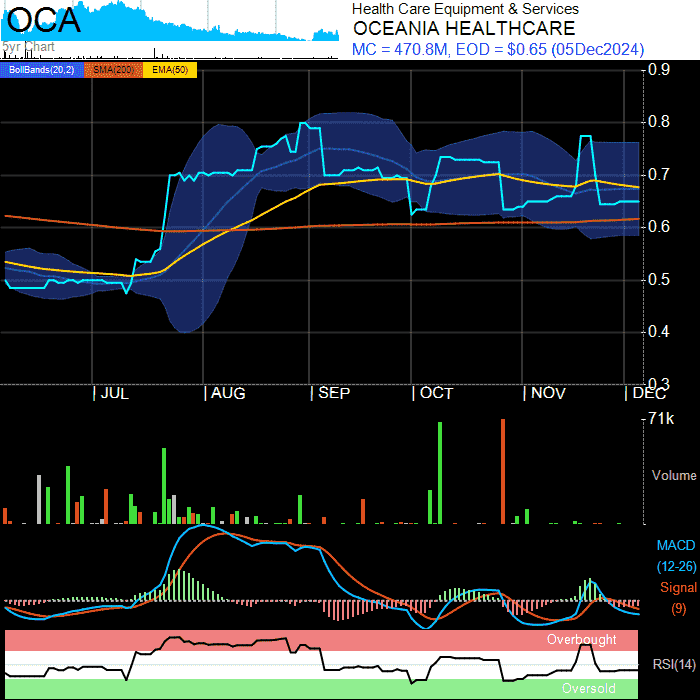 OCA
5yr Chart
Health Care Equipment & Services
OCEANIA HEALTHCARE
MC = 470.8M, EOD = $0.65 (05Dec2024)
BollBands(20,2) SMA(200) EMA(50)
0.9
0.8
0.7
0.6
0.5
0.4
0.3
JUL AUG SEP OCT NOV DEC
71k
Volume
MACD
(12-26)
Signal
(9)
Overbought
RSI(14)
Oversold